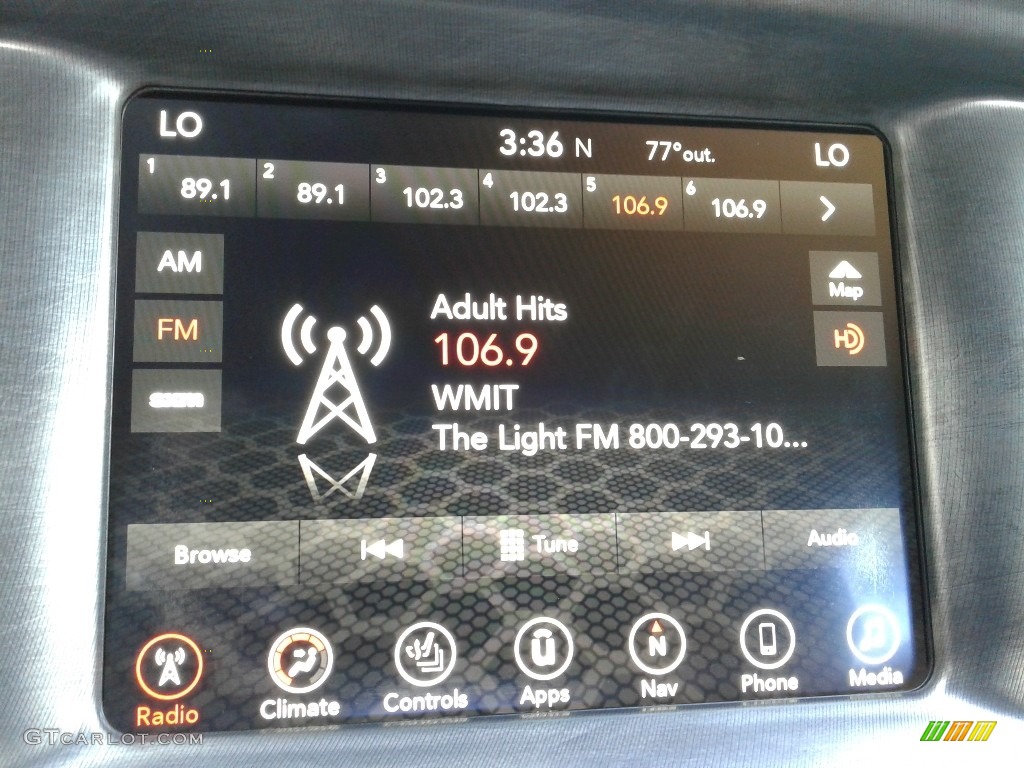 LO 3:36 N 77°out. LO
1 89.1 2 89.1 3 102.3 4 102.3 5 106.9 6 106.9
AM
Map
FM
HD
Adult Hits
106.9
WMIT
The Light FM 800-293-10...
Browse Tune Audio
N
Radio Climate Controls Apps Nav Phone Media
GTCARLOT.COM